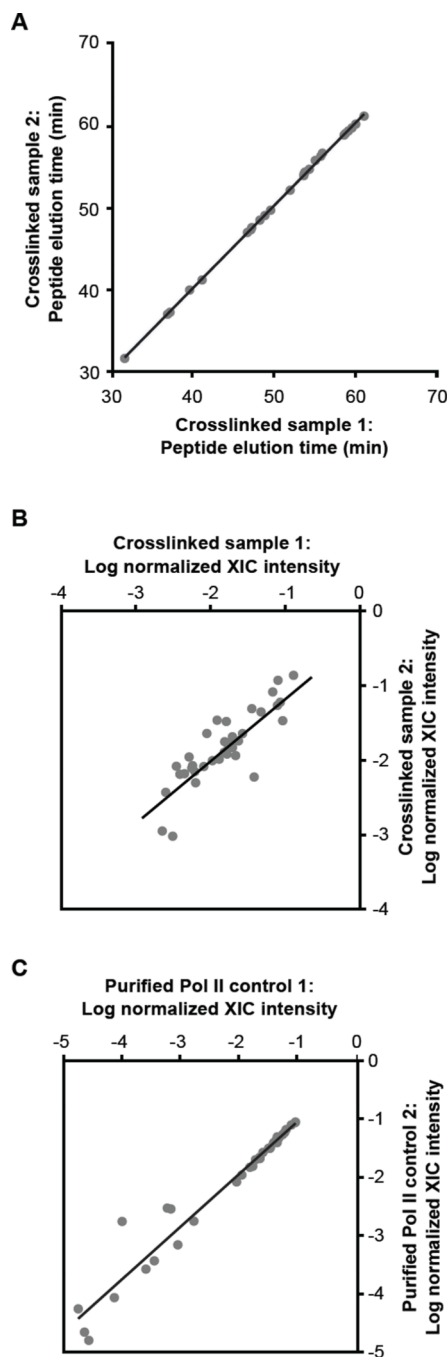 A
70
60
50
40
30
Crosslinked sample 2:
Peptide elution time (min)
30 40 50 60 70
Crosslinked sample 1:
Peptide elution time (min)
B
Crosslinked sample 1:
Log normalized XIC intensity
-4 -3 -2 -1 0
0
-1
-2
-3
-4
Crosslinked sample 2:
Log normalized XIC intensity
C
Purified Pol II control 1:
Log normalized XIC intensity
-5 -4 -3 -2 -1 0
0
-1
-2
-3
-4
-5
Purified Pol II control 2:
Log normalized XIC intensity